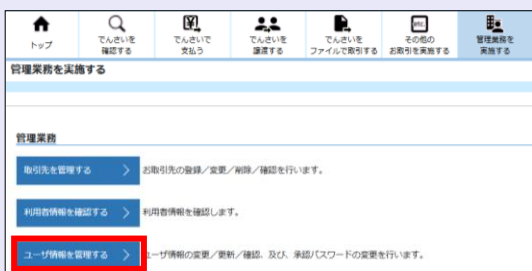 トップ
でんさいを
確認する
でんさいで
支払う
でんさいを
譲渡する
でんさいを
ファイルで取引する
その他の
お取引を実施する
管理業務を
実施する
管理業務を実施する
管理業務
取引先を管理する お取引先の登録／変更／削除／確認を行います。
利用者情報を確認する 利用者情報を確認します。
ユーザ情報を管理する ユーザ情報の変更／更新／確認、及び、承認パスワードの変更を行います。